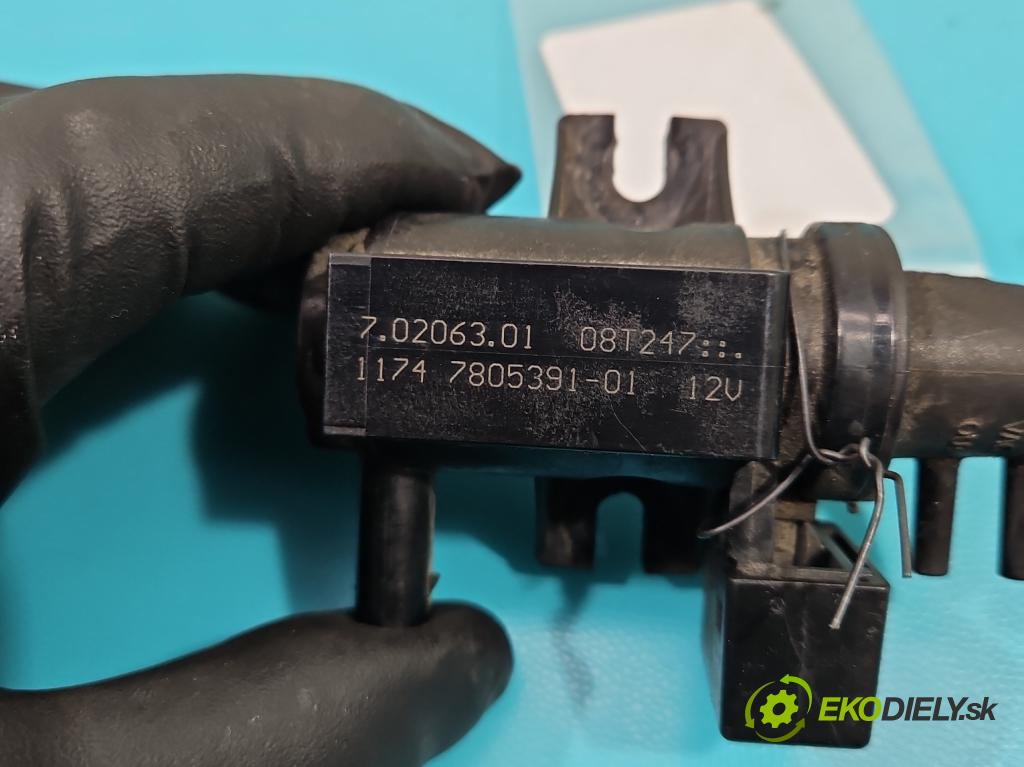 7.02063.01 08T247::.
1174 7805391-01 12V
EKODIELY.sk